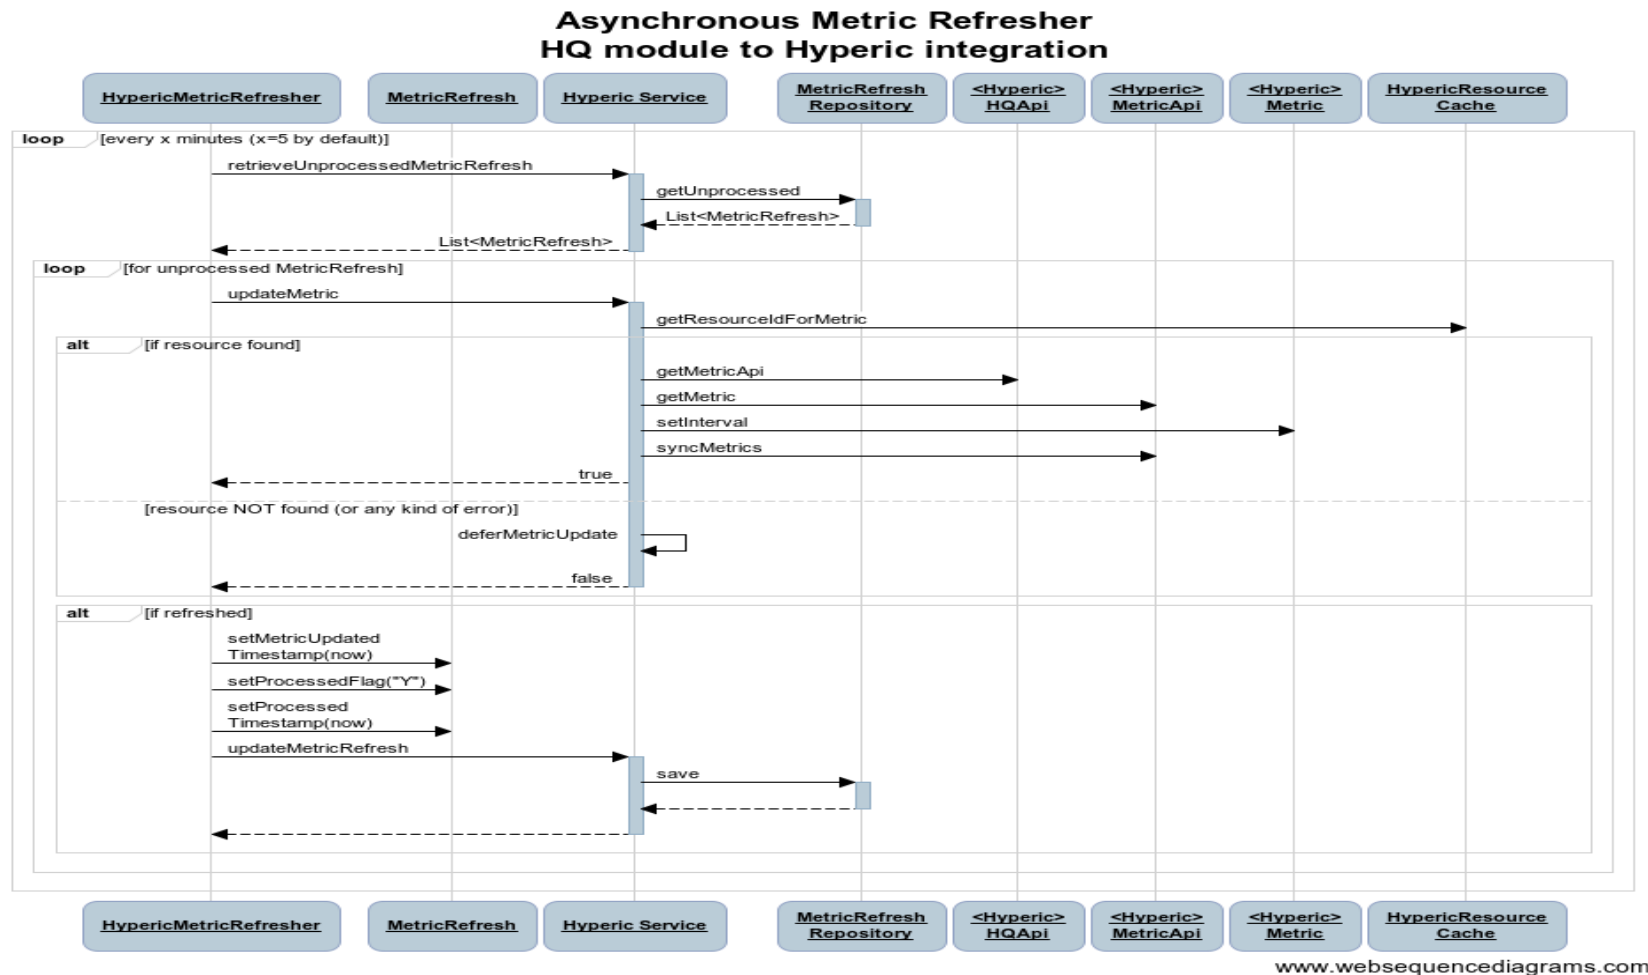 Asynchronous Metric Refresher
HQ module to Hyperic integration
HypericMetricRefresher
MetricRefresh
Hyperic Service
MetricRefresh
Repository
<Hyperic>
HQApi
<Hyperic>
MetricApi
<Hyperic>
Metric
HypericResource
Cache
loop
[every x minutes (x=5 by default)]
retrieveUnprocessedMetricRefresh
getUnprocessed
List<MetricRefresh>
List<MetricRefresh>
loop
[for unprocessed MetricRefresh]
updateMetric
getResourceIdForMetric
alt
[if resource found]
getMetricApi
getMetric
setInterval
syncMetrics
true
[resource NOT found (or any kind of error)]
deferMetricUpdate
false
alt
[if refreshed]
setMetricUpdated
Timestamp(now)
setProcessedFlag("Y")
setProcessed
Timestamp(now)
updateMetricRefresh
save
HypericMetricRefresher
MetricRefresh
Hyperic Service
MetricRefresh
Repository
<Hyperic>
HQApi
<Hyperic>
MetricApi
<Hyperic>
Metric
HypericResource
Cache
www.websequencediagrams.com